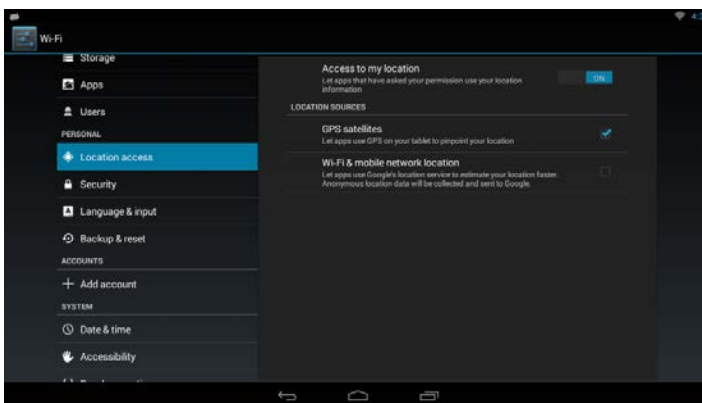 4:
Wi-Fi
Storage
Apps
Users
PERSONAL
Location access
Security
Language & input
Backup & reset
ACCOUNTS
Add account
SYSTEM
Date & time
Accessibility
Access to my location
Let apps that have asked your permission use your location
information
ON
LOCATION SOURCES
GPS satellites
Let apps use GPS on your tablet to pinpoint your location
Wi-Fi & mobile network location
Let apps use Google's location service to estimate your location faster.
Anonymous location data will be collected and sent to Google.